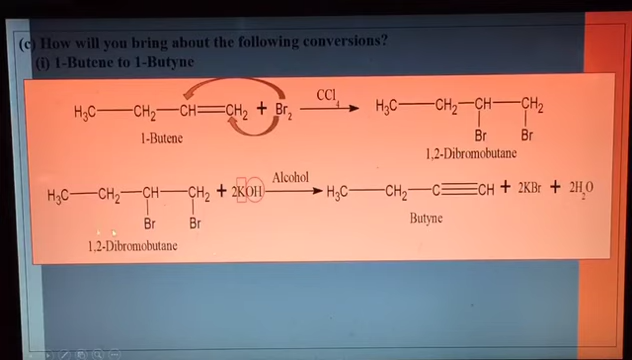 (c) How will you bring about the following conversions?
(i) 1-Butene to 1-Butyne
H₃C—CH₂—CH=CH₂ + Br₂ —CCl₄→ H₃C—CH₂—CH—CH₂
Br Br
1-Butene
1,2-Dibromobutane
H₃C—CH₂—CH—CH₂ + 2KOH —Alcohol→ H₃C—CH₂—C≡CH + 2KBr + 2H₂O
Br Br
Butyne
1,2-Dibromobutane